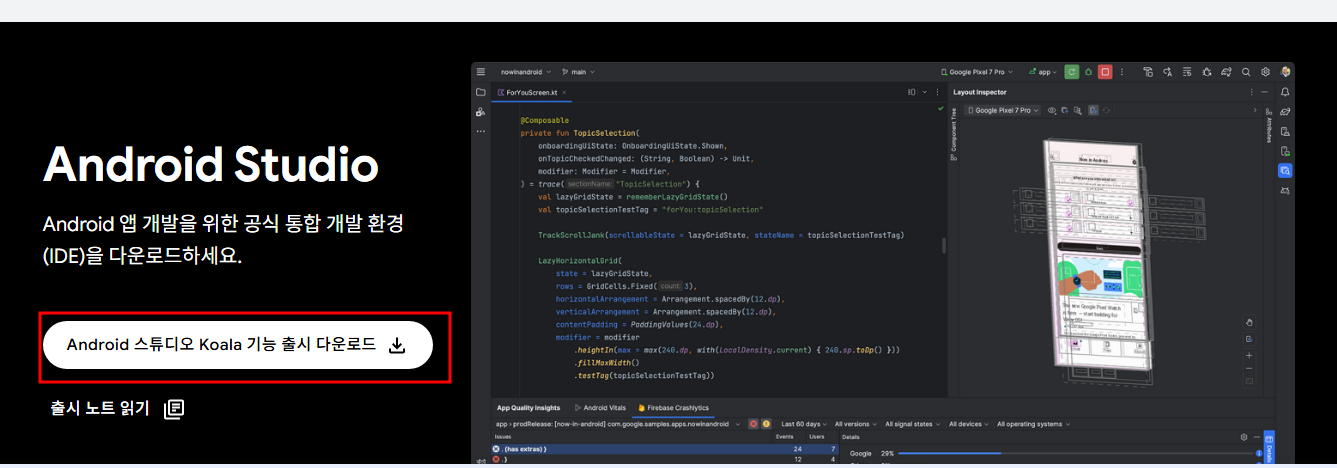 nowinandroid
main
Google Pixel 7 Pro
app
ForYouScreen.kt
Layout Inspector
Google Pixel 7 Pro
Component Tree
Attributes
Android Studio
Android 앱 개발을 위한 공식 통합 개발 환경
(IDE)을 다운로드하세요.
Android 스튜디오 Koala 기능 출시 다운로드
출시 노트 읽기
@Composable
private fun TopicSelection(
onboardingUiState: OnboardingUiState.Shown,
onTopicCheckedChanged: (String, Boolean) -> Unit,
modifier: Modifier = Modifier,
) = trace( sectionName: "TopicSelection") {
val lazyGridState = rememberLazyGridState()
val topicSelectionTestTag = "forYou:topicSelection"
TrackScrollJank(scrollableState = lazyGridState, stateName = topicSelectionTestTag)
LazyHorizontalGrid(
state = lazyGridState,
rows = GridCells.Fixed( count 3),
horizontalArrangement = Arrangement.spacedBy(12.dp),
verticalArrangement = Arrangement.spacedBy(12.dp),
contentPadding = PaddingValues(24.dp),
modifier = modifier
.heightIn(max = max(240.dp, with(LocalDensity.current) { 240.sp.toDp() }))
.fillMaxWidth()
.testTag(topicSelectionTestTag))
Now in Android
App Quality Insights
Android Vitals
Firebase Crashlytics
app › prodRelease: [now-in-android] com.google.samples.apps.nowinandroid
Last 60 days
All versions
All signal states
All devices
All operating systems
Issues
Events
Users
Details
.(has extras) }
24
7
Google
29%
.}
12
4
Details